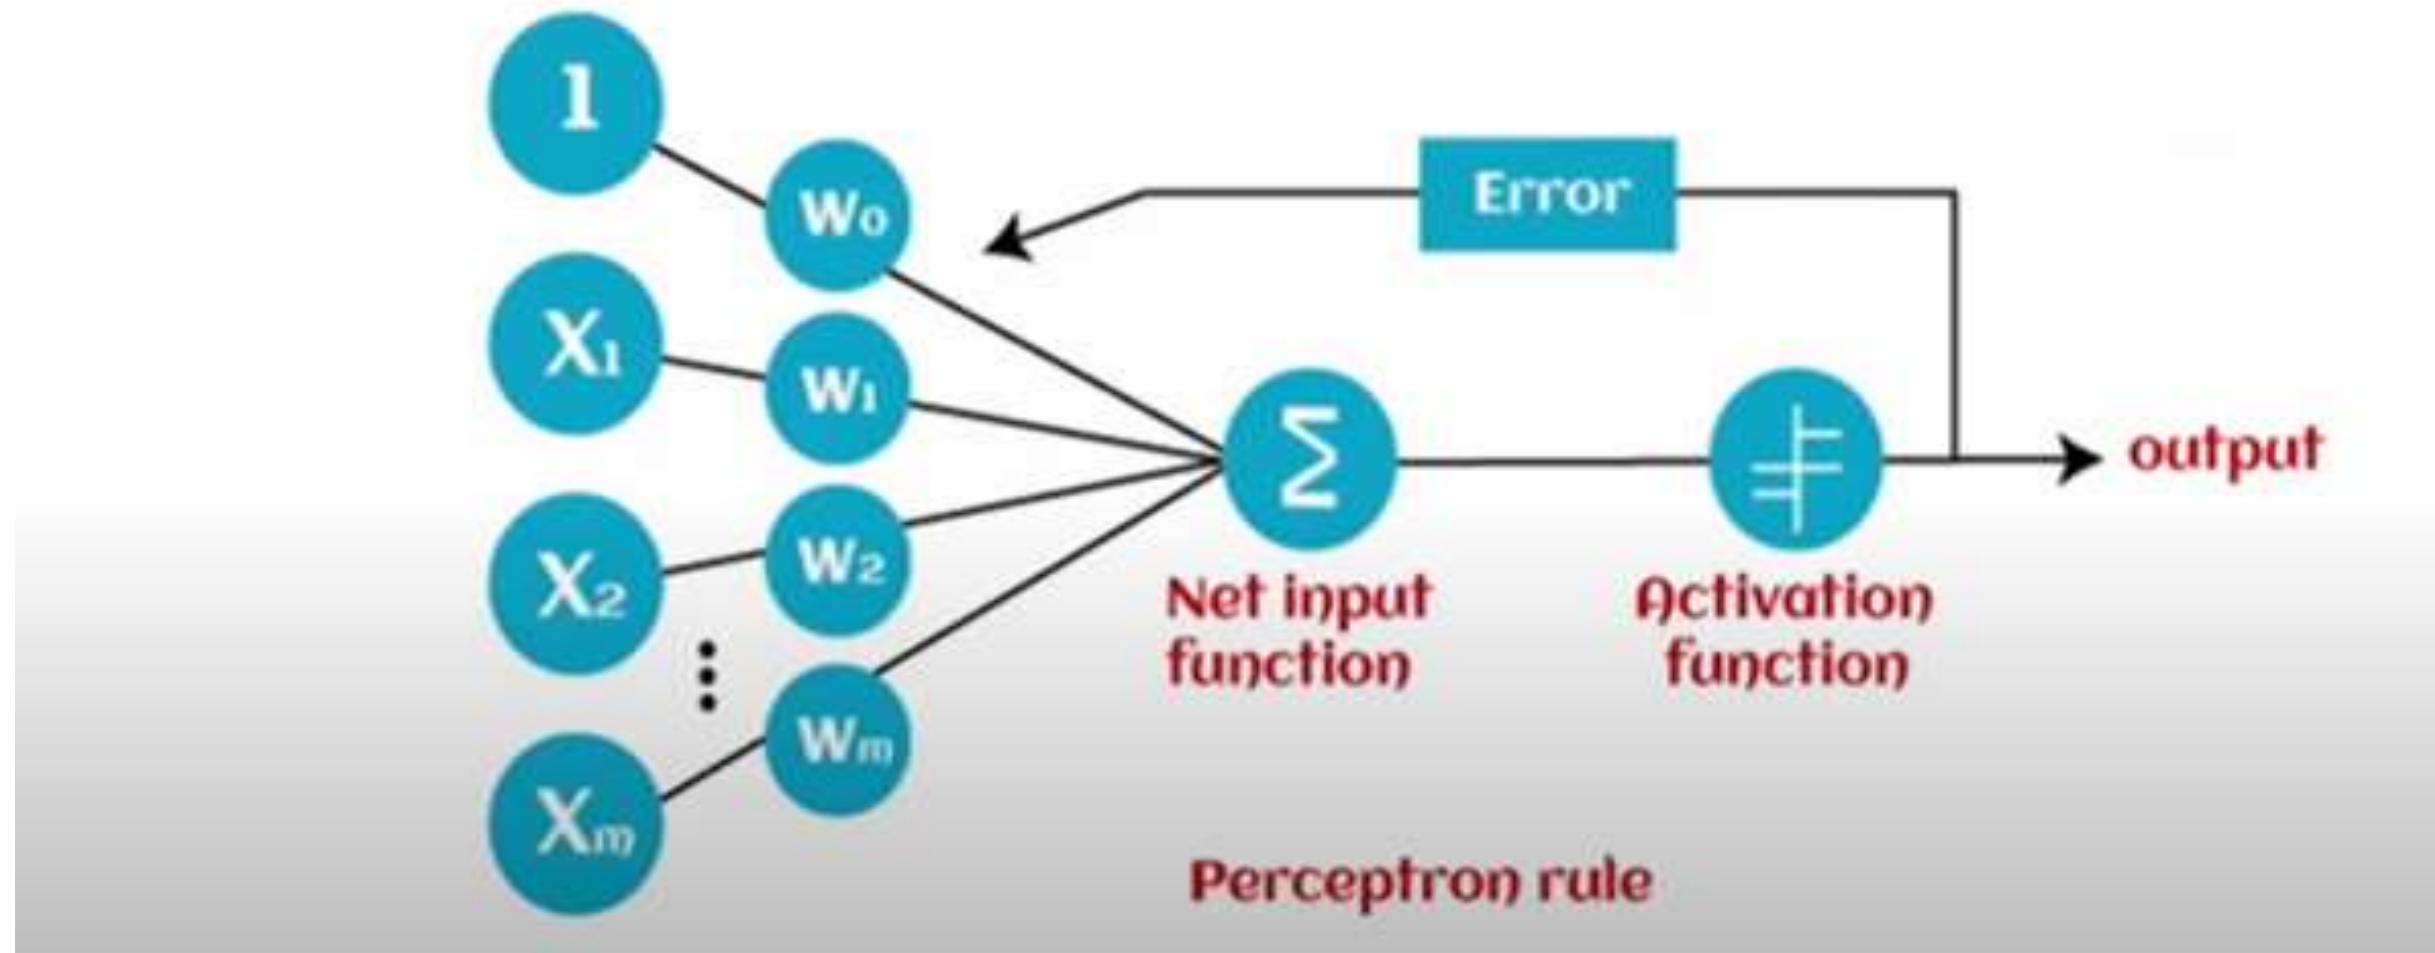 1
W₀
Error
X₁
W₁
Σ
output
X₂
W₂
Net input
function
Activation
function
Xₘ
Wₘ
Perceptron rule